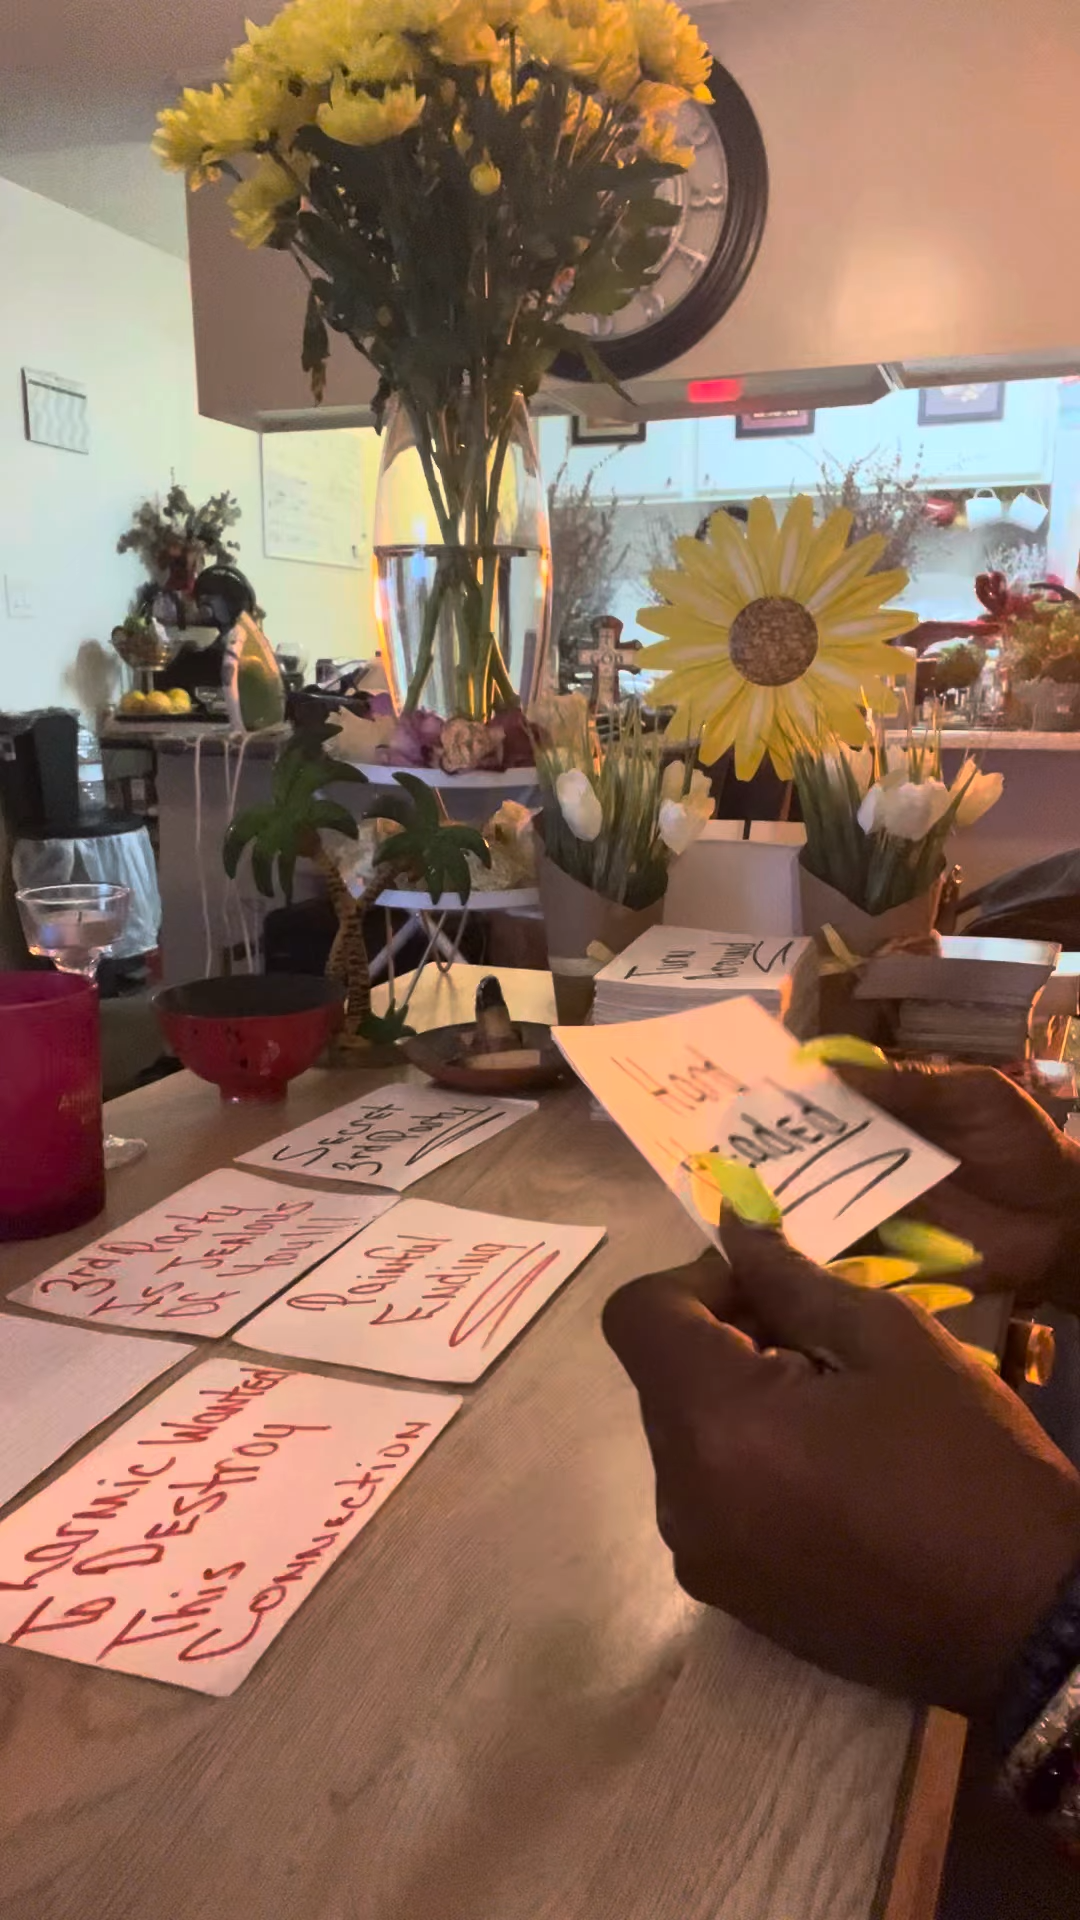 Turn
Around
Hard
Headed
Secret
3rd Party
3rd Party
Is Jealous
Of You!!!
Painful
Ending
Karmic Wanted
To Destroy
This
Connection